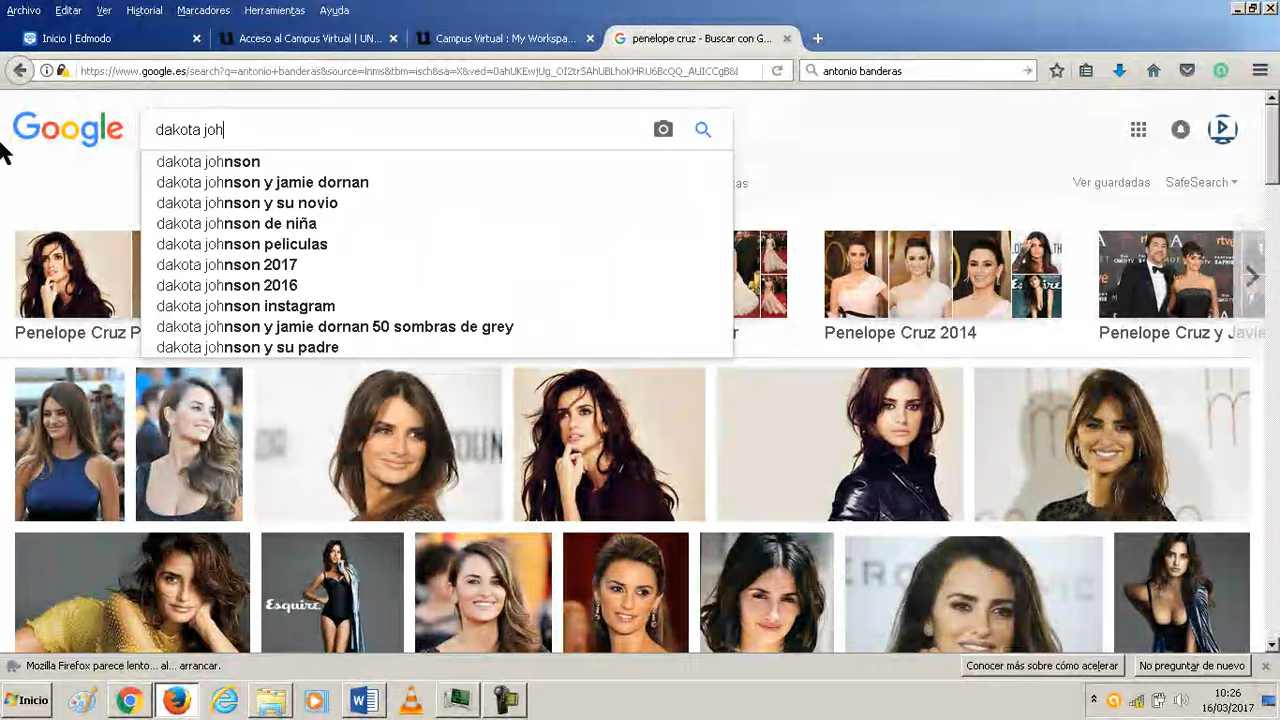 Archivo Editar Ver Historial Marcadores Herramientas Ayuda
Inicio | Edmodo
Acceso al Campus Virtual | UN...
Campus Virtual : My Workspa...
penelope cruz - Buscar con G...
antonio banderas
Google
dakota joh
dakota johnson
dakota johnson y jamie dornan
dakota johnson y su novio
dakota johnson de niña
dakota johnson peliculas
dakota johnson 2017
dakota johnson 2016
dakota johnson instagram
dakota johnson y jamie dornan 50 sombras de grey
dakota johnson y su padre
Ver guardadas SafeSearch
Penelope Cruz P
Penelope Cruz 2014
Penelope Cruz y Javie
Esquire
Mozilla Firefox parece lento... al... arrancar.
Conocer más sobre cómo acelerar
No preguntar de nuevo
Inicio
10:26
16/03/2017